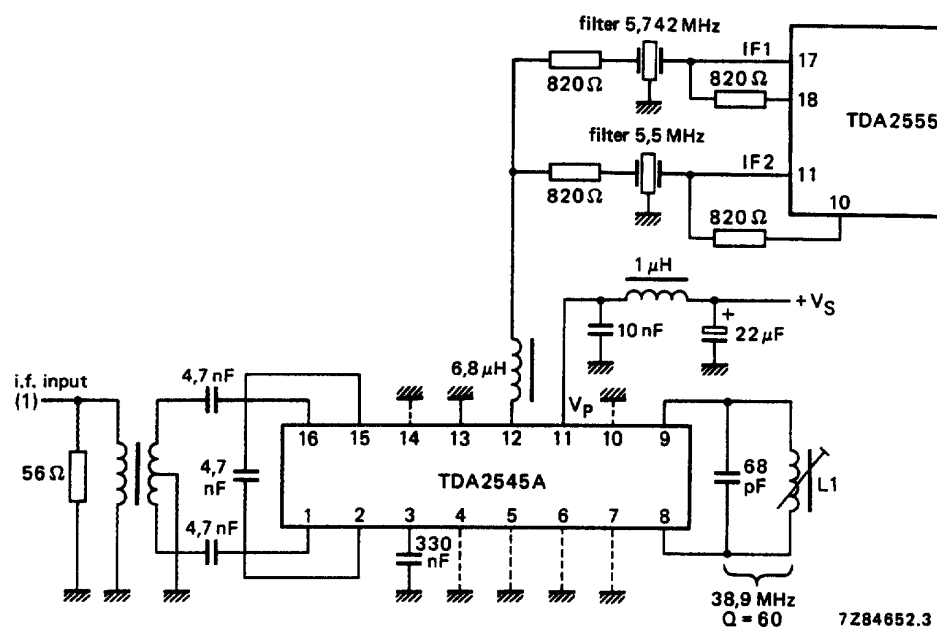 filter 5,742 MHz
IF1
17
820 Ω
820 Ω
18
TDA2555
filter 5,5 MHz
IF2
11
820 Ω
10
820 Ω
1 μH
+VS
10 nF
+
22 μF
6,8 μH
i.f. input
(1)
4,7 nF
VP
16 15 14 13 12 11 10 9
56 Ω
4,7
nF
TDA2545A
68
pF
L1
4,7 nF
1 2 3 4 5 6 7 8
330
nF
38,9 MHz
Q = 60
7Z84652.3